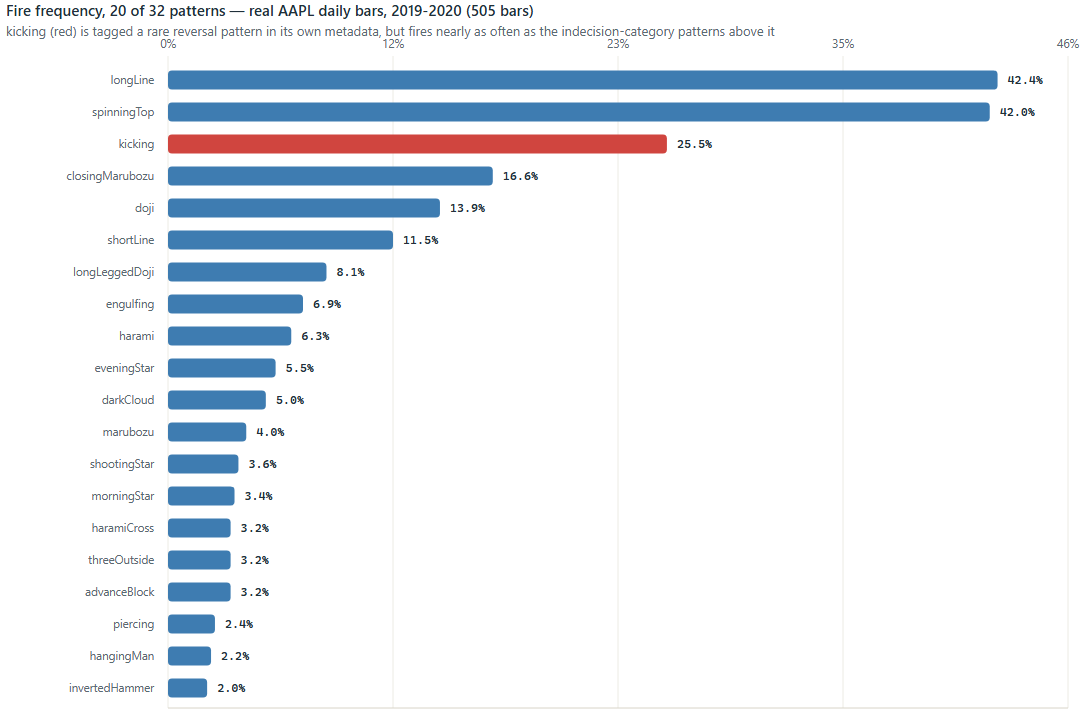 Fire frequency, 20 of 32 patterns — real AAPL daily bars, 2019-2020 (505 bars)
kicking (red) is tagged a rare reversal pattern in its own metadata, but fires nearly as often as the indecision-category patterns above it
0% 12% 23% 35% 46%
longLine 42.4%
spinningTop 42.0%
kicking 25.5%
closingMarubozu 16.6%
doji 13.9%
shortLine 11.5%
longLeggedDoji 8.1%
engulfing 6.9%
harami 6.3%
eveningStar 5.5%
darkCloud 5.0%
marubozu 4.0%
shootingStar 3.6%
morningStar 3.4%
haramiCross 3.2%
threeOutside 3.2%
advanceBlock 3.2%
piercing 2.4%
hangingMan 2.2%
invertedHammer 2.0%